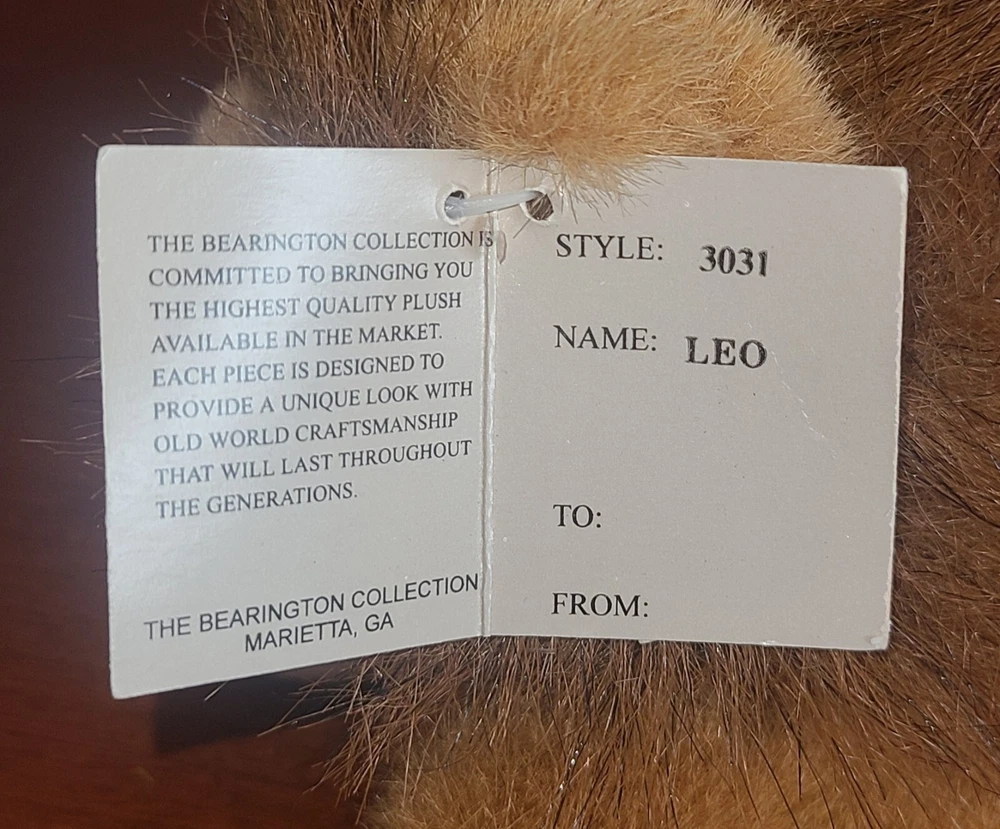 THE BEARINGTON COLLECTION IS
COMMITTED TO BRINGING YOU
THE HIGHEST QUALITY PLUSH
AVAILABLE IN THE MARKET.
EACH PIECE IS DESIGNED TO
PROVIDE A UNIQUE LOOK WITH
OLD WORLD CRAFTSMANSHIP
THAT WILL LAST THROUGHOUT
THE GENERATIONS.
THE BEARINGTON COLLECTION
MARIETTA, GA
STYLE: 3031
NAME: LEO
TO:
FROM: